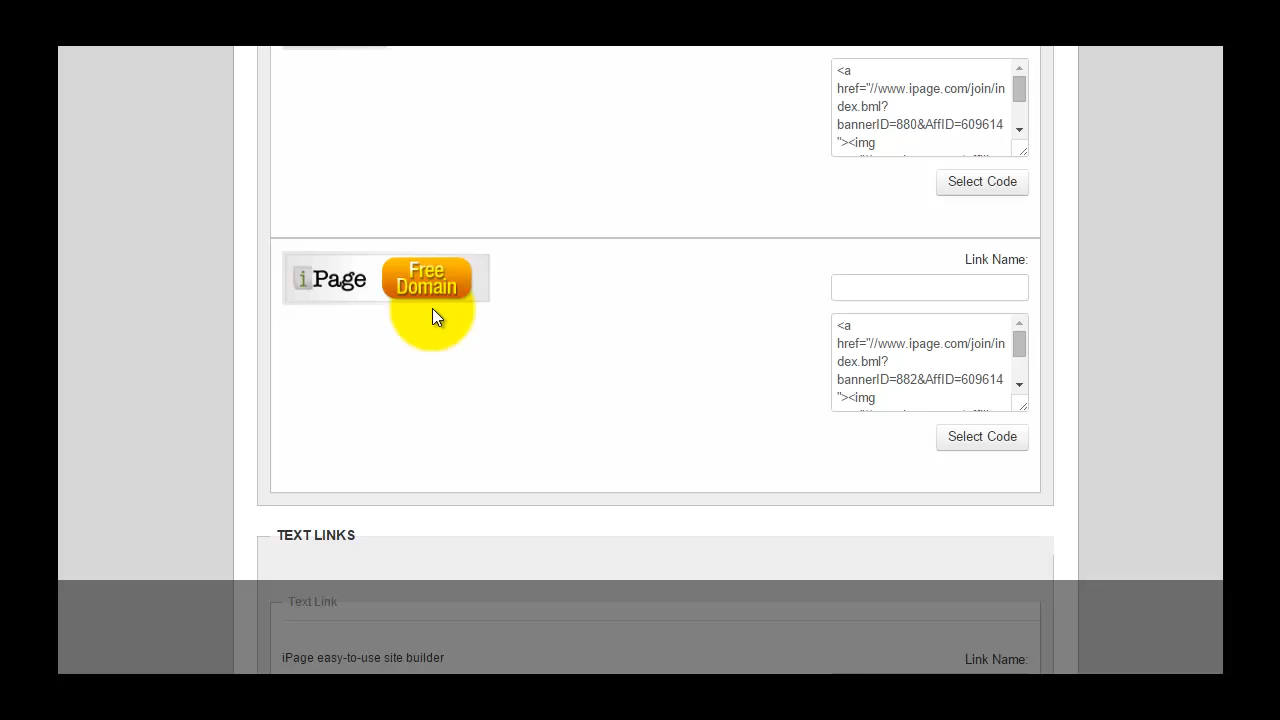 <a
href="//www.ipage.com/join/in
dex.bml?
bannerID=880&AffID=609614
"><img
Select Code
iPage Free
Domain
Link Name:
<a
href="//www.ipage.com/join/in
dex.bml?
bannerID=882&AffID=609614
"><img
Select Code
TEXT LINKS
Text Link
iPage easy-to-use site builder
Link Name: